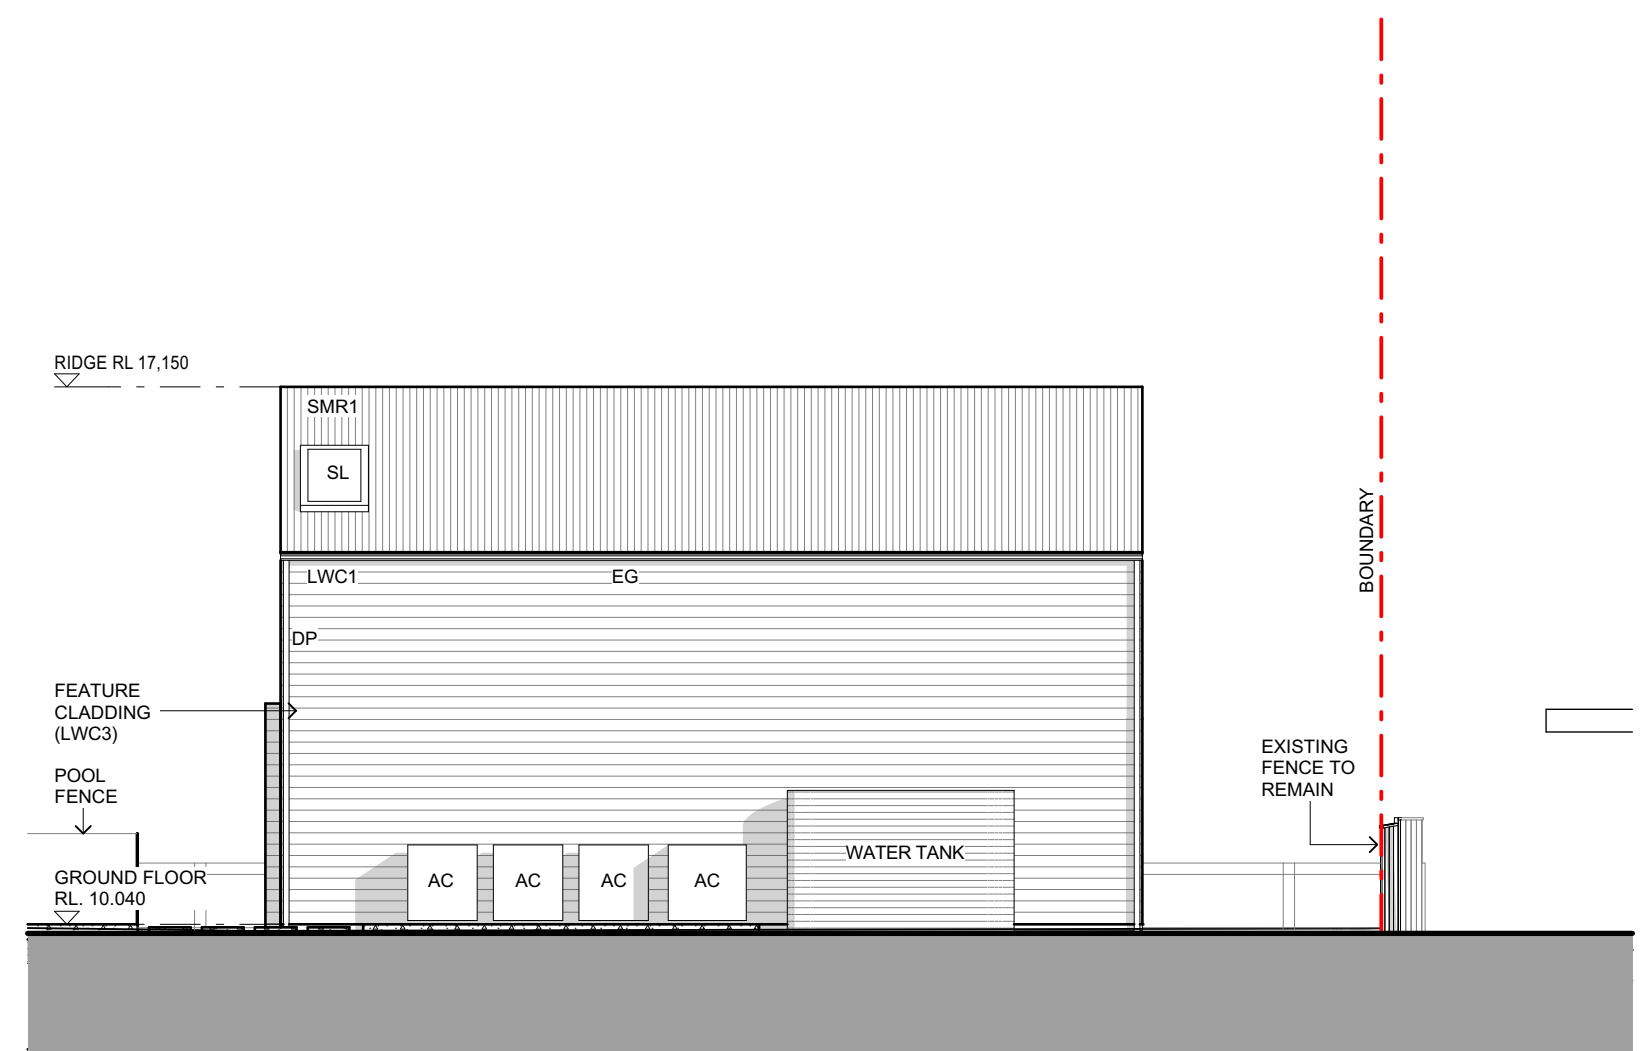 RIDGE RL 17,150
SMR1
SL
LWC1
EG
DP
FEATURE
CLADDING
(LWC3)
POOL
FENCE
GROUND FLOOR
RL. 10.040
AC
AC
AC
AC
WATER TANK
EXISTING
FENCE TO
REMAIN
BOUNDARY